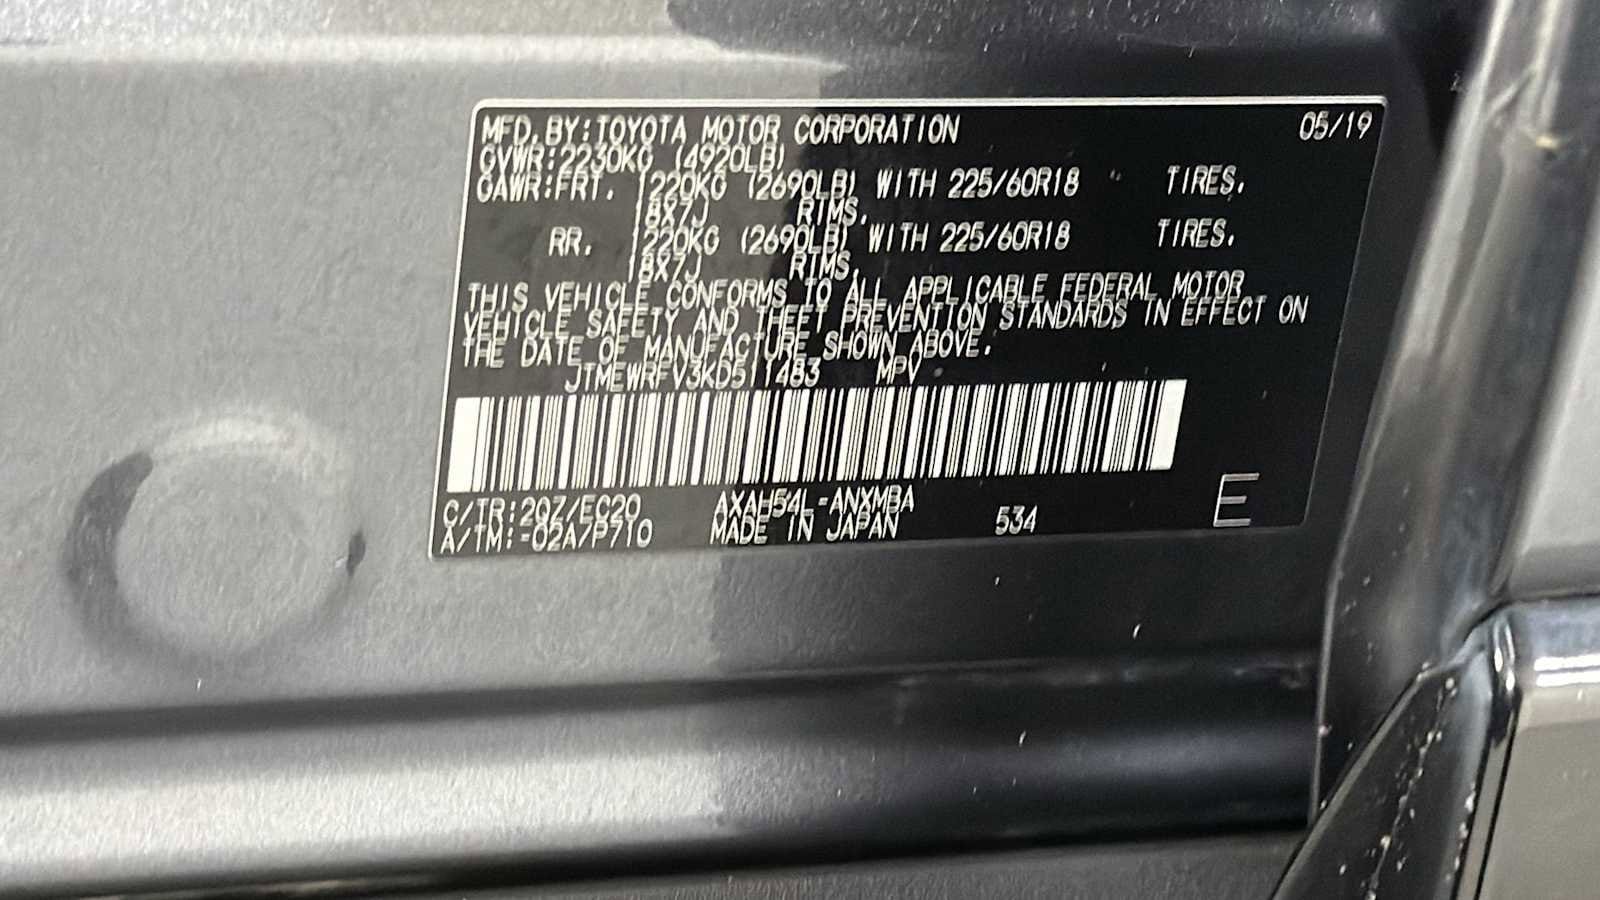 MFD.BY:TOYOTA MOTOR CORPORATION 05/19
GVWR:2230KG (4920LB)
GAWR:FRT. 1220KG (2690LB) WITH 225/60R18 TIRES,
18X7J RIMS,
RR. 1220KG (2690LB) WITH 225/60R18 TIRES,
18X7J RIMS,
THIS VEHICLE CONFORMS TO ALL APPLICABLE FEDERAL MOTOR
VEHICLE SAFETY AND THEFT PREVENTION STANDARDS IN EFFECT ON
THE DATE OF MANUFACTURE SHOWN ABOVE.
JTMEWRFV3KD511483 MPV
C/TR:2QZ/EC20 AXAH54L-ANXMBA
A/TM:-02A/P710 MADE IN JAPAN 534 E